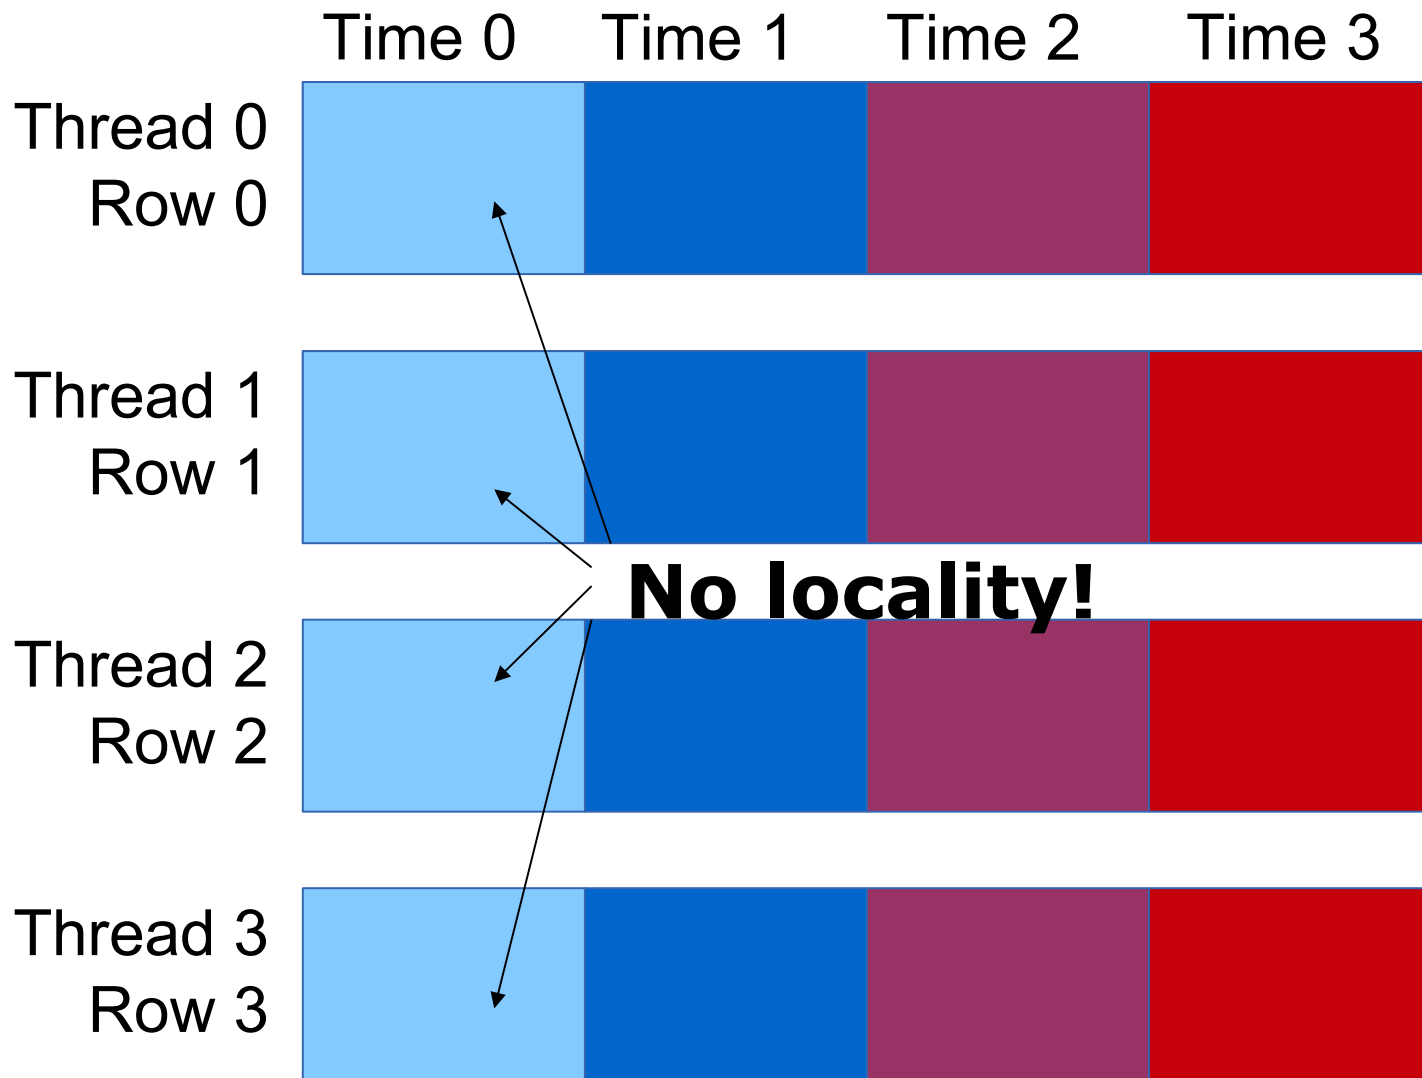 Time 0 Time 1 Time 2 Time 3
Thread 0
Row 0
Thread 1
Row 1
No locality!
Thread 2
Row 2
Thread 3
Row 3